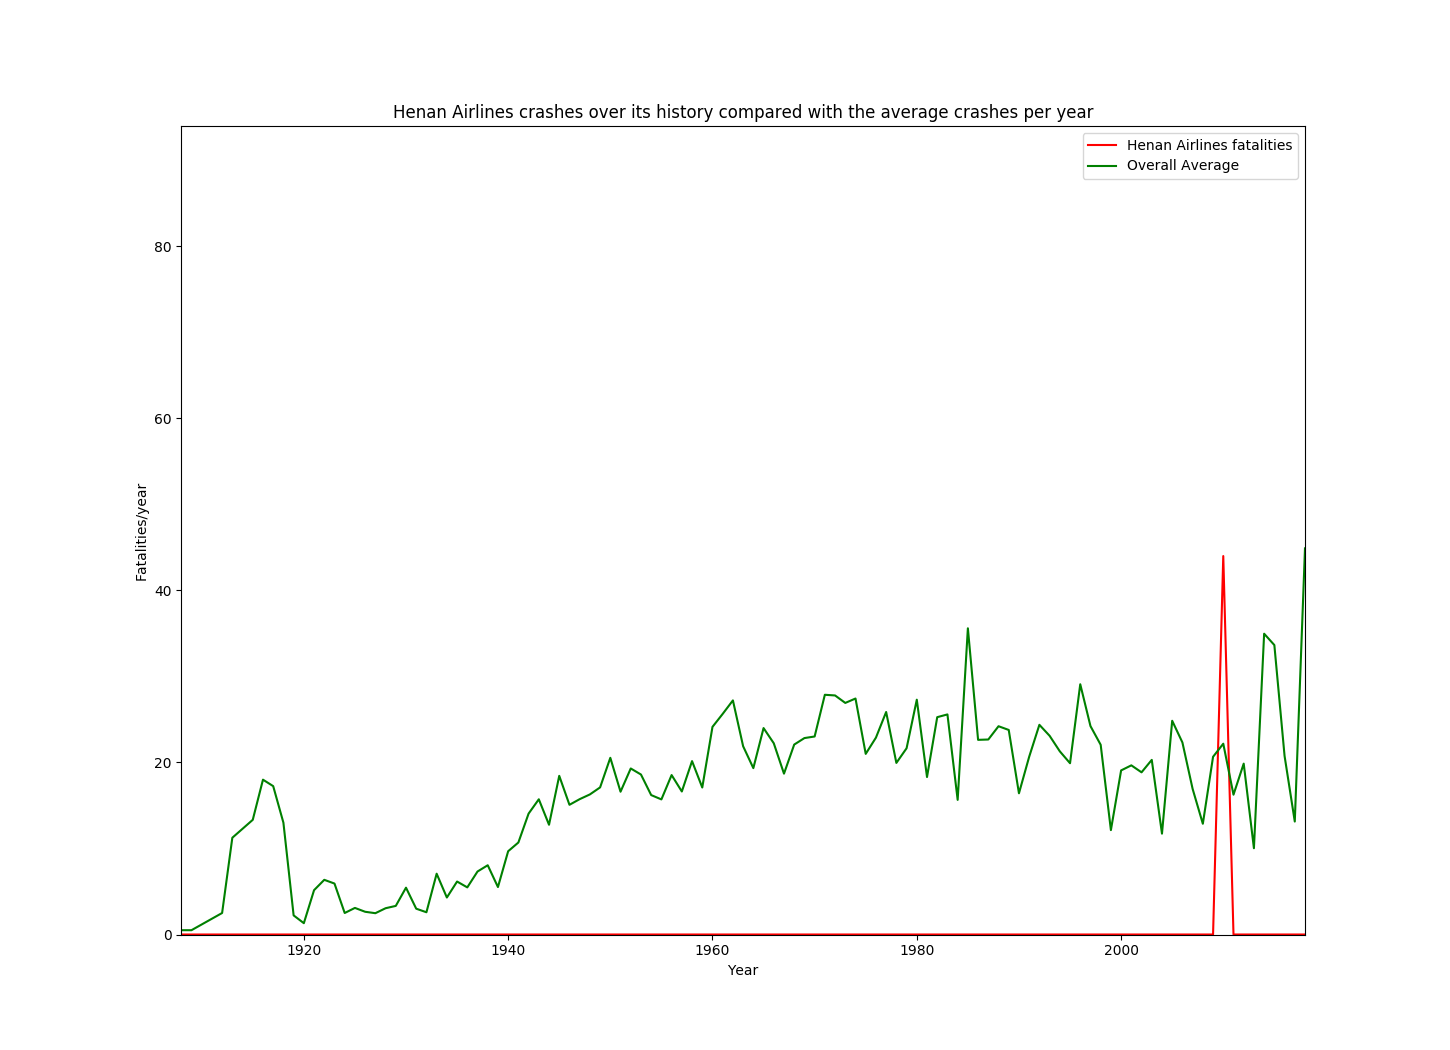 Henan Airlines crashes over its history compared with the average crashes per year
Henan Airlines fatalities
Overall Average
80
60
40
20
0
Fatalities/year
1920 1940 1960 1980 2000
Year